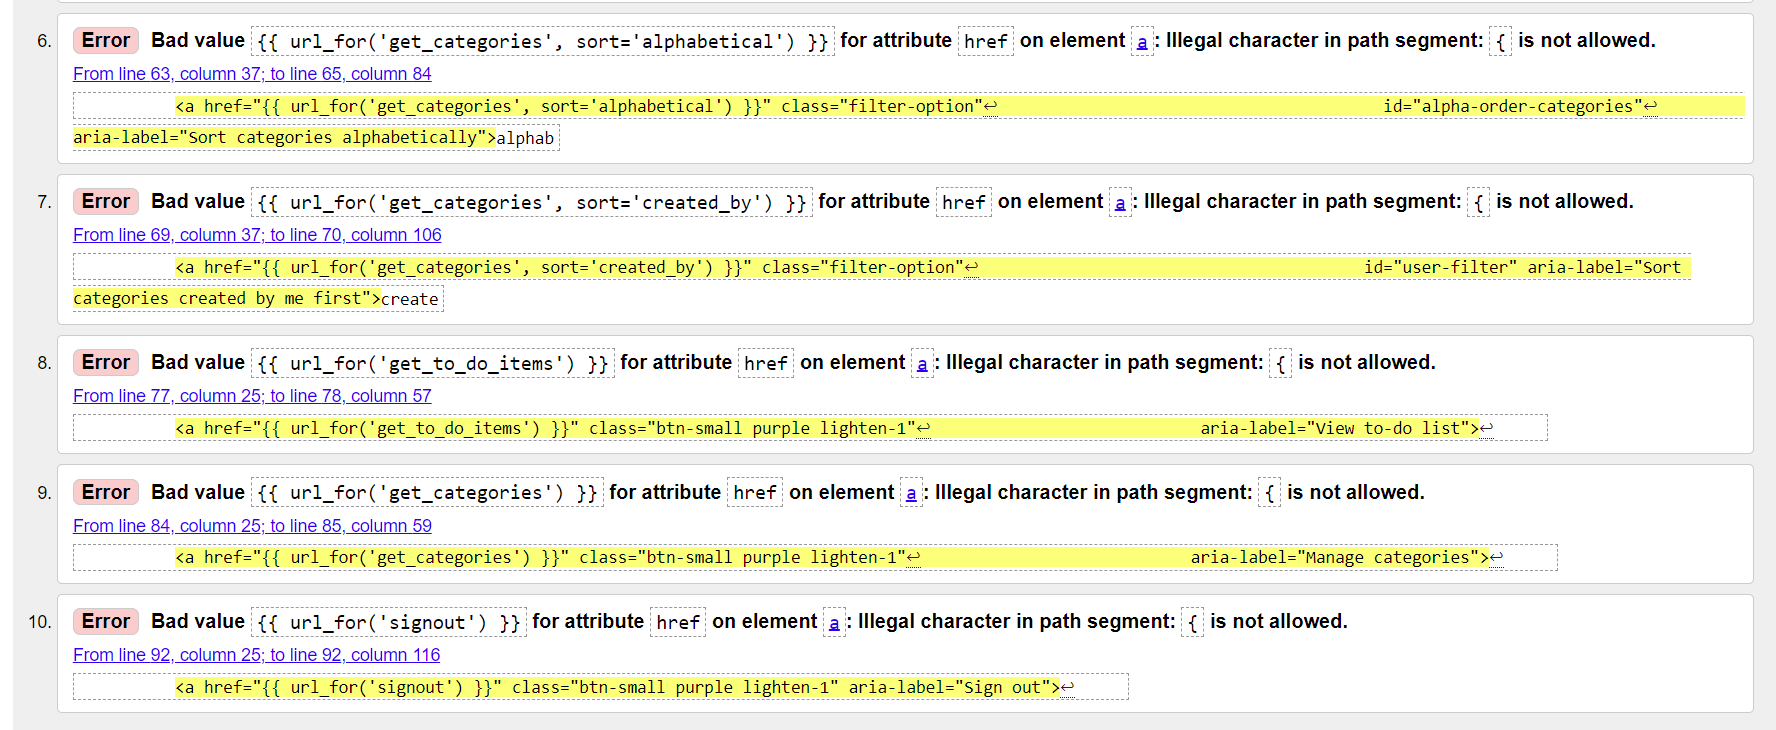 6. Error Bad value {{ url_for('get_categories', sort='alphabetical') }} for attribute href on element a: Illegal character in path segment: { is not allowed.
From line 63, column 37; to line 65, column 84
<a href="{{ url_for('get_categories', sort='alphabetical') }}" class="filter-option"↩ id="alpha-order-categories"↩
aria-label="Sort categories alphabetically">alphab
7. Error Bad value {{ url_for('get_categories', sort='created_by') }} for attribute href on element a: Illegal character in path segment: { is not allowed.
From line 69, column 37; to line 70, column 106
<a href="{{ url_for('get_categories', sort='created_by') }}" class="filter-option"↩ id="user-filter" aria-label="Sort
categories created by me first">create
8. Error Bad value {{ url_for('get_to_do_items') }} for attribute href on element a: Illegal character in path segment: { is not allowed.
From line 77, column 25; to line 78, column 57
<a href="{{ url_for('get_to_do_items') }}" class="btn-small purple lighten-1"↩ aria-label="View to-do list">↩
9. Error Bad value {{ url_for('get_categories') }} for attribute href on element a: Illegal character in path segment: { is not allowed.
From line 84, column 25; to line 85, column 59
<a href="{{ url_for('get_categories') }}" class="btn-small purple lighten-1"↩ aria-label="Manage categories">↩
10. Error Bad value {{ url_for('signout') }} for attribute href on element a: Illegal character in path segment: { is not allowed.
From line 92, column 25; to line 92, column 116
<a href="{{ url_for('signout') }}" class="btn-small purple lighten-1" aria-label="Sign out">↩